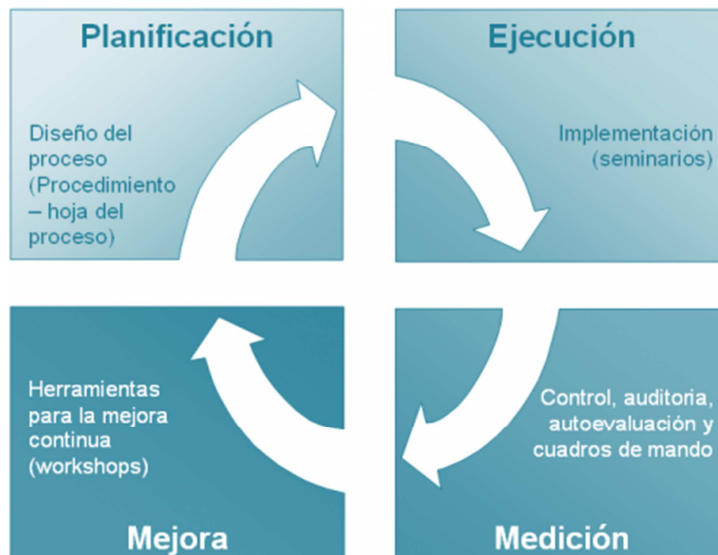 Planificación
Diseño del
proceso
(Procedimiento
– hoja del
proceso)
Ejecución
Implementación
(seminarios)
Herramientas
para la mejora
continua
(workshops)
Mejora
Control, auditoria,
autoevaluación y
cuadros de mando
Medición